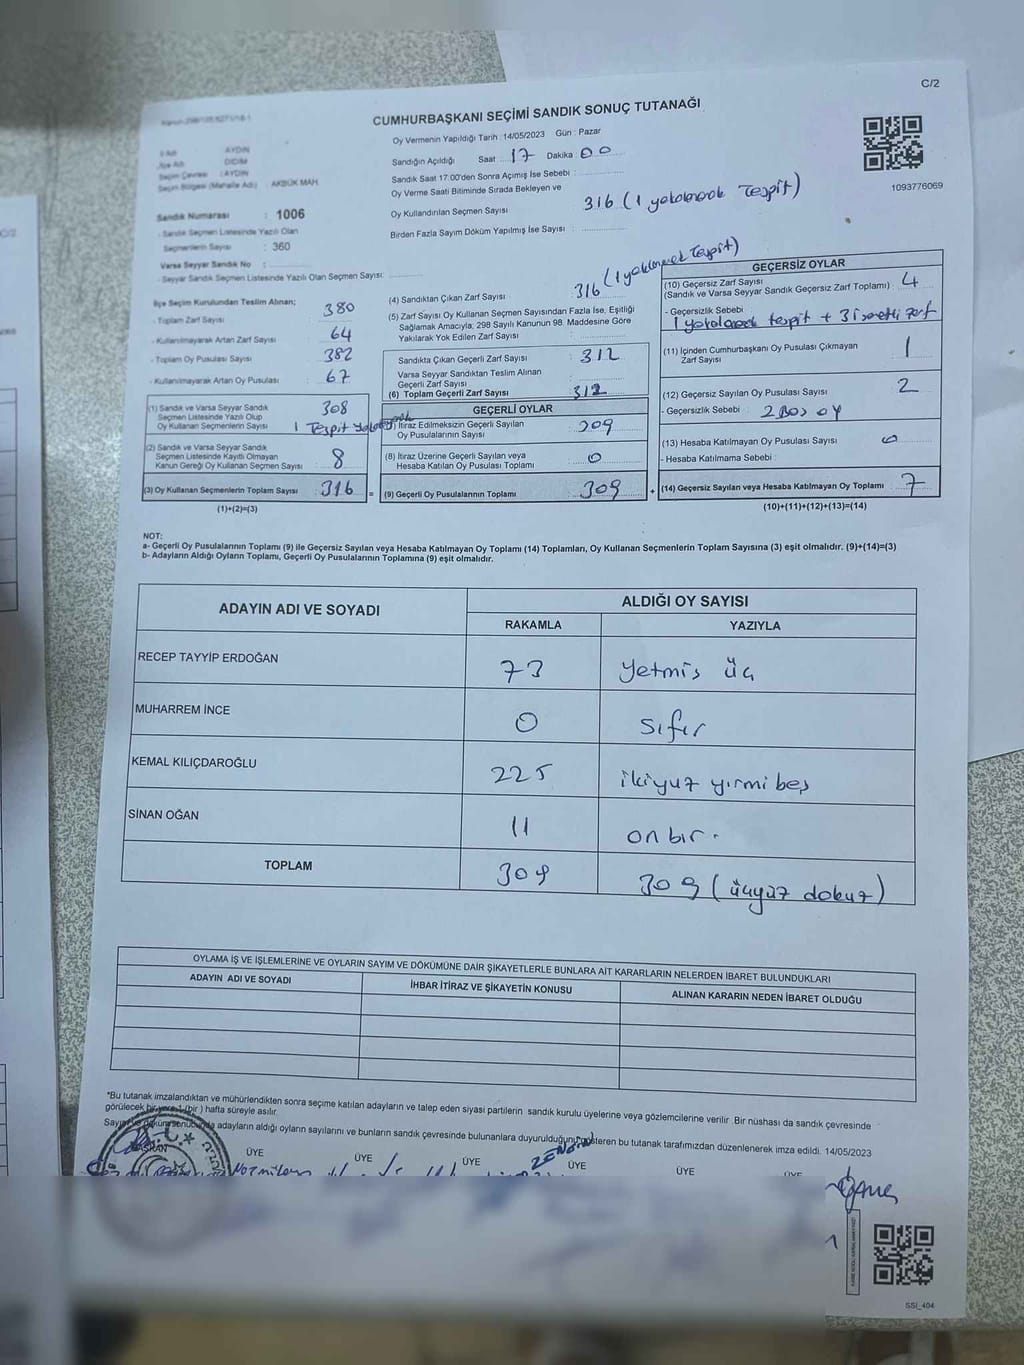 C/2
CUMHURBAŞKANI SEÇİMİ SANDIK SONUÇ TUTANAĞI
Oy Vermenin Yapıldığı Tarih : 14/05/2023 Gün : Pazar
Sandığın Açıldığı Saat : 17 Dakika : 00
Sandık Saat 17.00'den Sonra Açımış İse Sebebi :
Oy Verme Saati Bitiminde Sırada Bekleyen ve
Oy Kullandırılan Seçmen Sayısı 316 (1 yakılarak Tespit)
Birden Fazla Sayım Döküm Yapılmış İse Sayısı :
1093776069
İli Adı AYDIN
İlçe Adı DİDİM
Seçim Çevresi : AYDIN
Seçim Bölgesi (Mahalle Adı) AKBÜK MAH.
Sandık Numarası : 1006
- Sandık Seçmen Listesinde Yazılı Olan
Seçmenlerin Sayısı : 360
Varsa Seyyar Sandık No :
- Seyyar Sandık Seçmen Listesinde Yazılı Olan Seçmen Sayısı:
İlçe Seçim Kurulundan Teslim Alınan;
- Toplam Zarf Sayısı : 380
- Kullanılmayarak Artan Zarf Sayısı : 64
- Toplam Oy Pusulası Sayısı : 382
- Kullanılmayarak Artan Oy Pusulası : 67
(1) Sandık ve Varsa Seyyar Sandık
Seçmen Listesinde Yazılı Olup
Oy Kullanan Seçmenlerin Sayısı : 308
1 Tespit
(2) Sandık ve Varsa Seyyar Sandık
Seçmen Listesinde Kayıtlı Olmayan
Kanun Gereği Oy Kullanan Seçmen Sayısı : 8
(3) Oy Kullanan Seçmenlerin Toplam Sayısı : 316 =
(1)+(2)=(3)
(4) Sandıktan Çıkan Zarf Sayısı : 316 (1 yakılarak Tespit)
(5) Zarf Sayısı Oy Kullanan Seçmen Sayısından Fazla İse, Eşitliği
Sağlamak Amacıyla; 298 Sayılı Kanunun 98. Maddesine Göre
Yakılarak Yok Edilen Zarf Sayısı :
Sandıkta Çıkan Geçerli Zarf Sayısı : 312
Varsa Seyyar Sandıktan Teslim Alınan
Geçerli Zarf Sayısı :
(6) Toplam Geçerli Zarf Sayısı : 312
GEÇERLİ OYLAR
İtiraz Edilmeksizin Geçerli Sayılan
Oy Pusulalarının Sayısı : 309
(8) İtiraz Üzerine Geçerli Sayılan veya
Hesaba Katılan Oy Pusulası Toplamı : 0
(9) Geçerli Oy Pusulalarının Toplamı : 309 +
GEÇERSİZ OYLAR
(10) Geçersiz Zarf Sayısı
(Sandık ve Varsa Seyyar Sandık Geçersiz Zarf Toplamı) : 4
- Geçersizlik Sebebi :
1 yakılarak tespit + 3 işaretli zarf
(11) İçinden Cumhurbaşkanı Oy Pusulası Çıkmayan
Zarf Sayısı : 1
(12) Geçersiz Sayılan Oy Pusulası Sayısı : 2
- Geçersizlik Sebebi : 2 Boş oy
(13) Hesaba Katılmayan Oy Pusulası Sayısı : 0
- Hesaba Katılmama Sebebi :
(14) Geçersiz Sayılan veya Hesaba Katılmayan Oy Toplamı : 7
(10)+(11)+(12)+(13)=(14)
NOT:
a- Geçerli Oy Pusulalarının Toplamı (9) ile Geçersiz Sayılan veya Hesaba Katılmayan Oy Toplamı (14) Toplamları, Oy Kullanan Seçmenlerin Toplam Sayısına (3) eşit olmalıdır. (9)+(14)=(3)
b- Adayların Aldığı Oyların Toplamı, Geçerli Oy Pusulalarının Toplamına (9) eşit olmalıdır.
ADAYIN ADI VE SOYADI
ALDIĞI OY SAYISI
RAKAMLA YAZIYLA
RECEP TAYYİP ERDOĞAN 73 yetmiş üç
MUHARREM İNCE 0 sıfır
KEMAL KILIÇDAROĞLU 225 ikiyuz yirmi beş
SİNAN OĞAN 11 on bir.
TOPLAM 309 309 (üçyüz dokuz)
OYLAMA İŞ VE İŞLEMLERİNE VE OYLARIN SAYIM VE DÖKÜMÜNE DAİR ŞİKAYETLERLE BUNLARA AİT KARARLARIN NELERDEN İBARET BULUNDUKLARI
ADAYIN ADI VE SOYADI İHBAR İTİRAZ VE ŞİKAYETİN KONUSU ALINAN KARARIN NEDEN İBARET OLDUĞU
*Bu tutanak imzalandıktan ve mühürlendikten sonra seçime katılan adayların ve talep eden siyasi partilerin sandık kurulu üyelerine veya gözlemcilerine verilir. Bir nüshası da sandık çevresinde
görülecek bir yere 1 (bir) hafta süreyle asılır.
adayların aldığı oyların sayılarını ve bunların sandık çevresinde bulunanlara duyurulduğunu gösteren bu tutanak tarafımızdan düzenlenerek imza edildi. 14/05/2023
BAŞKAN ÜYE ÜYE ÜYE ÜYE ÜYE ÜYE
SSI_404